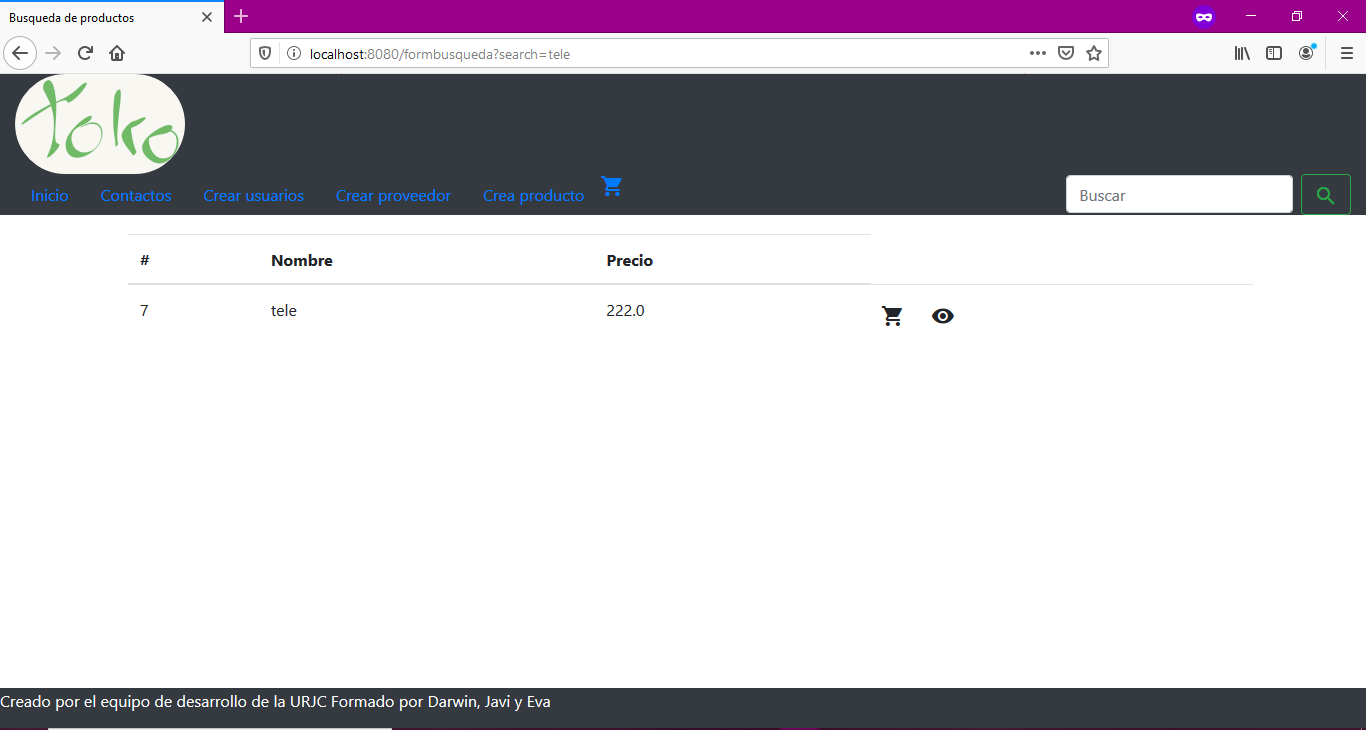 Busqueda de productos
localhost:8080/formbusqueda?search=tele
toko
Inicio Contactos Crear usuarios Crear proveedor Crea producto Buscar
# Nombre Precio
7 tele 222.0
Creado por el equipo de desarrollo de la URJC Formado por Darwin, Javi y Eva